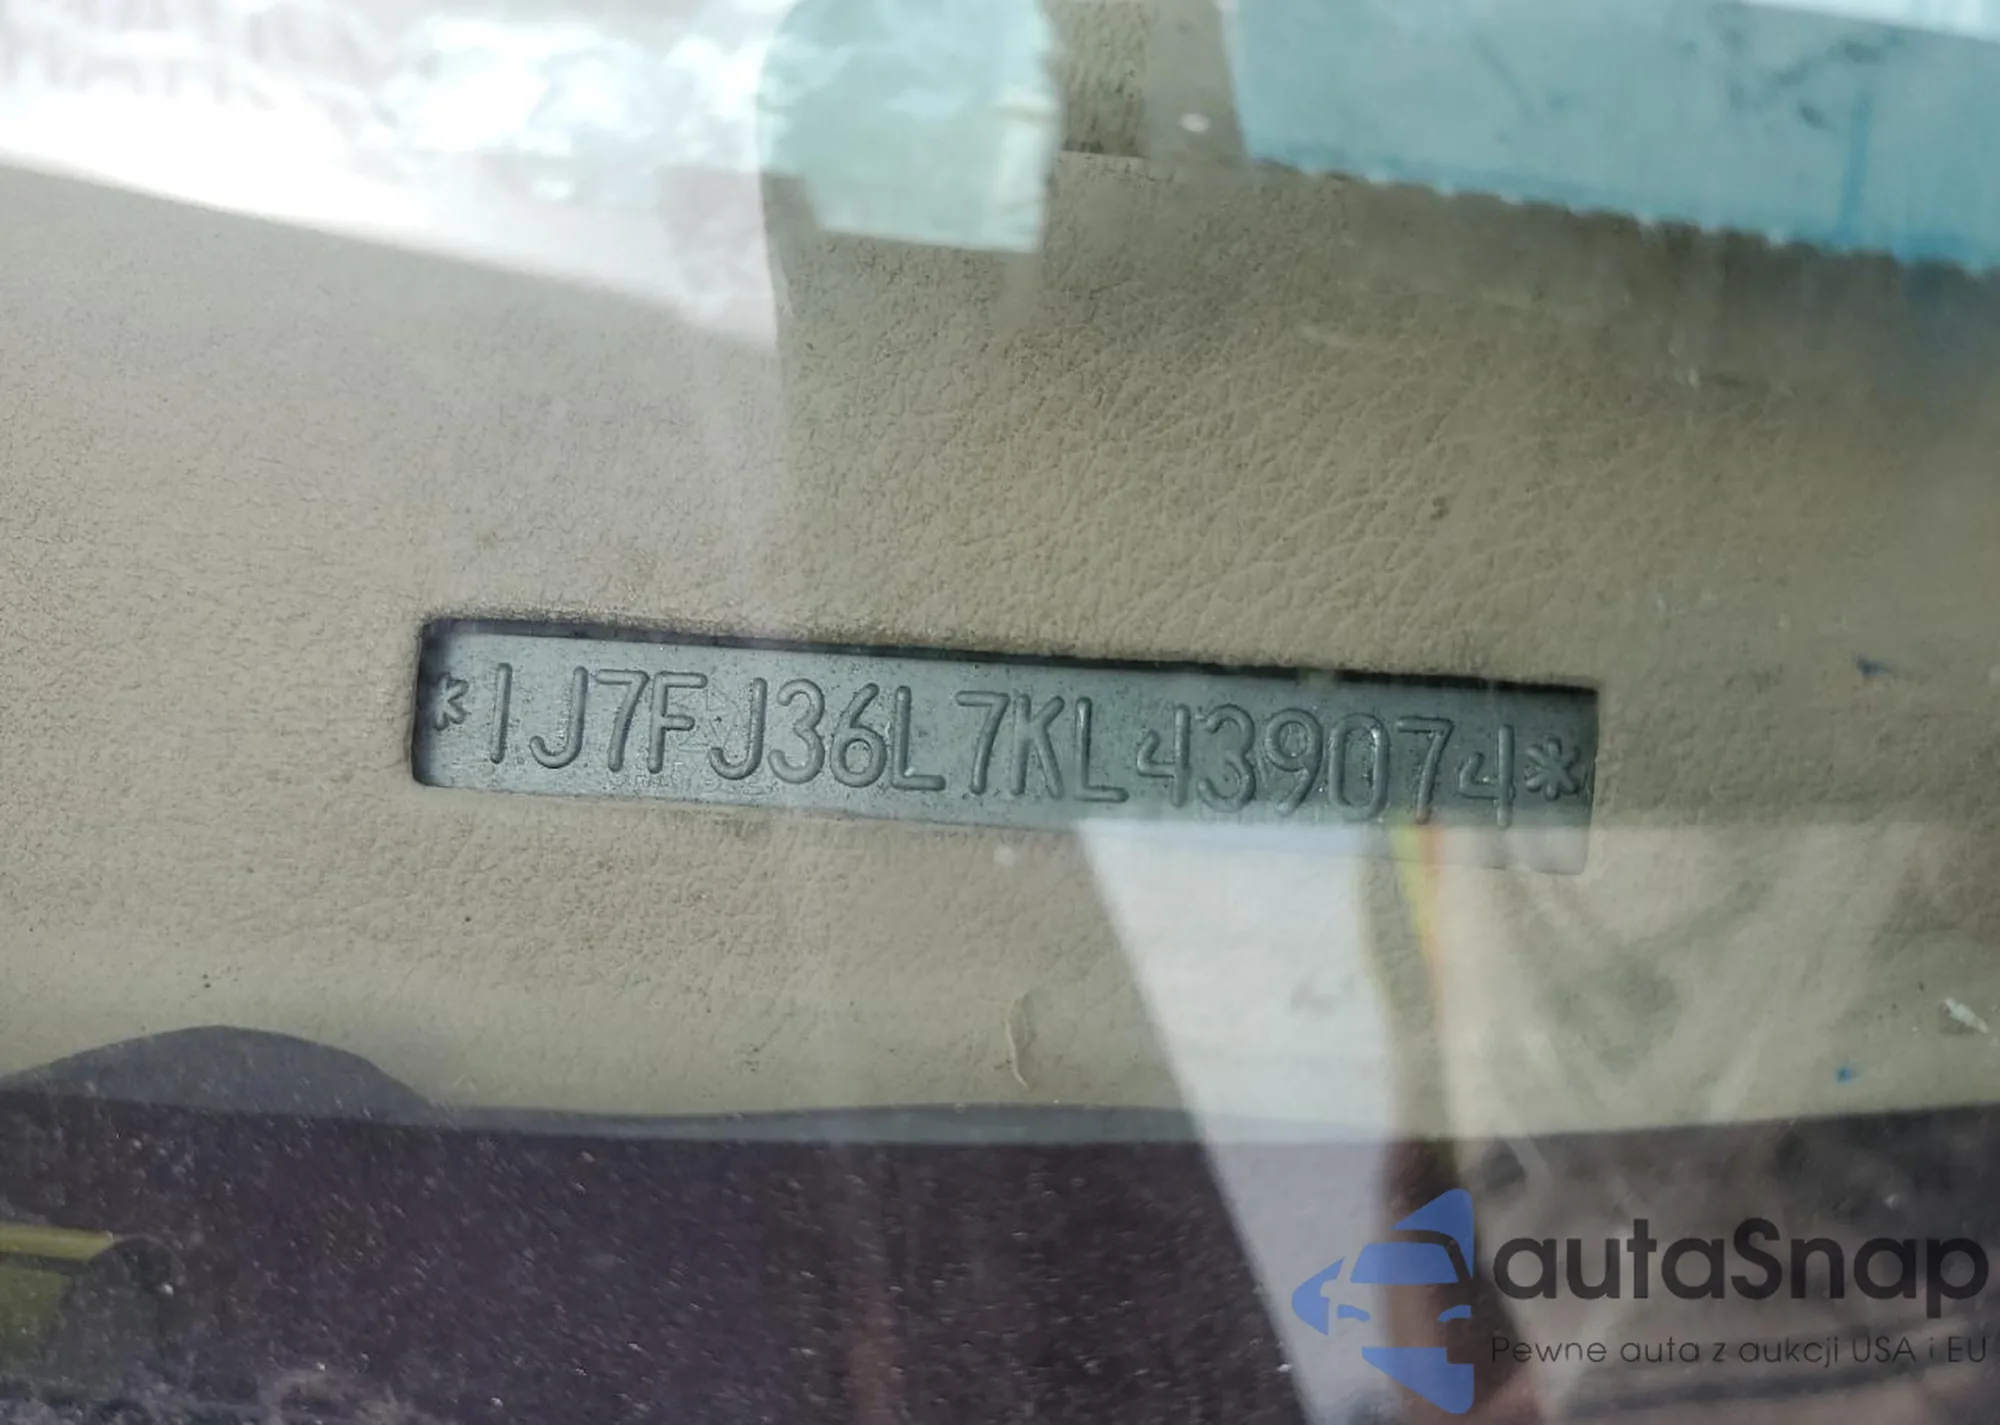 *1J7FJ36L7KL439074*
autaSnap
Pewne auta z aukcji USA i EU